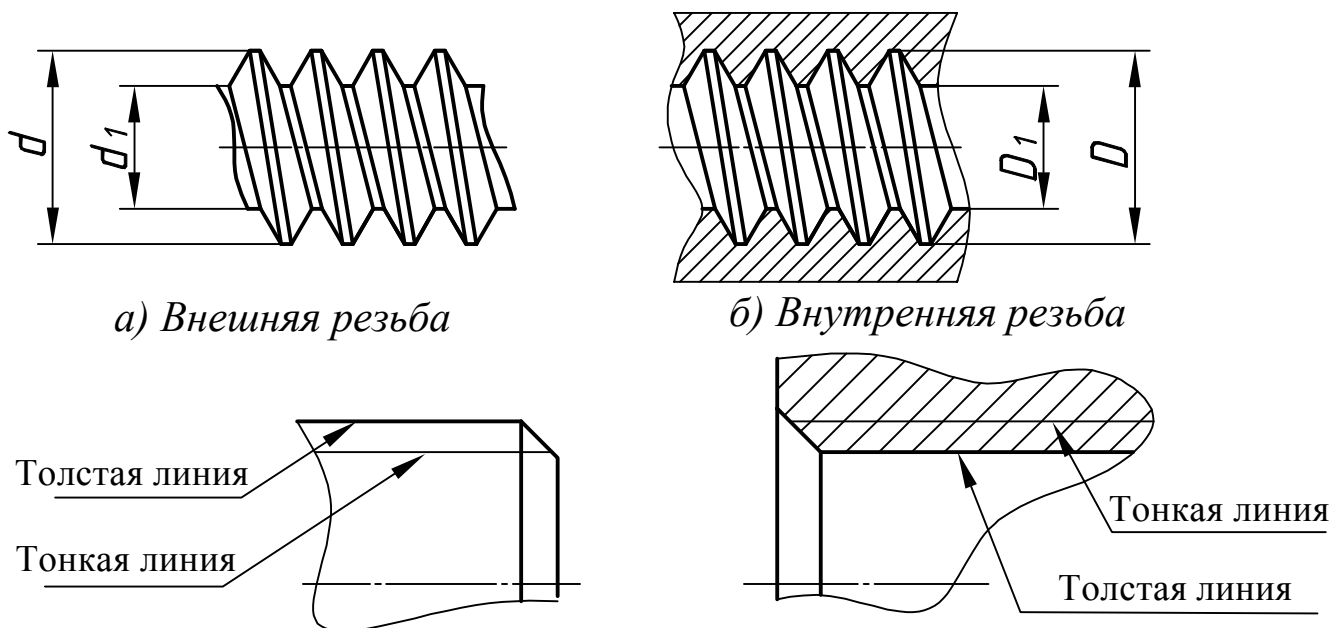 d
d1
D1
D
а) Внешняя резьба
б) Внутренняя резьба
Толстая линия
Тонкая линия
Тонкая линия
Толстая линия